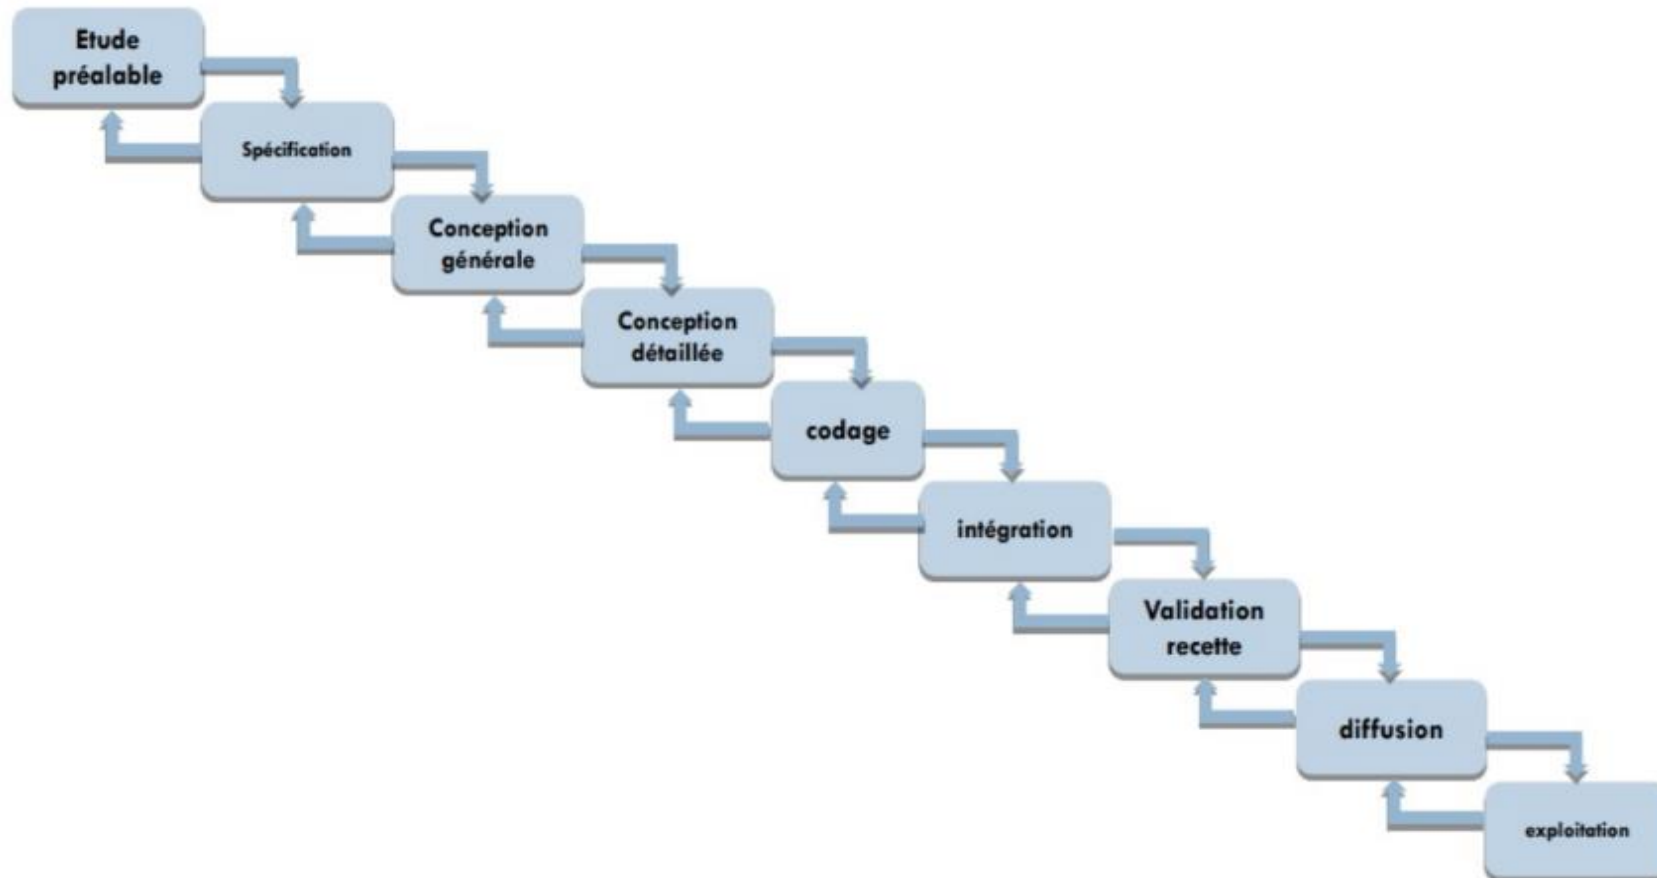 Etude
préalable
Spécification
Conception
générale
Conception
détaillée
codage
intégration
Validation
recette
diffusion
exploitation